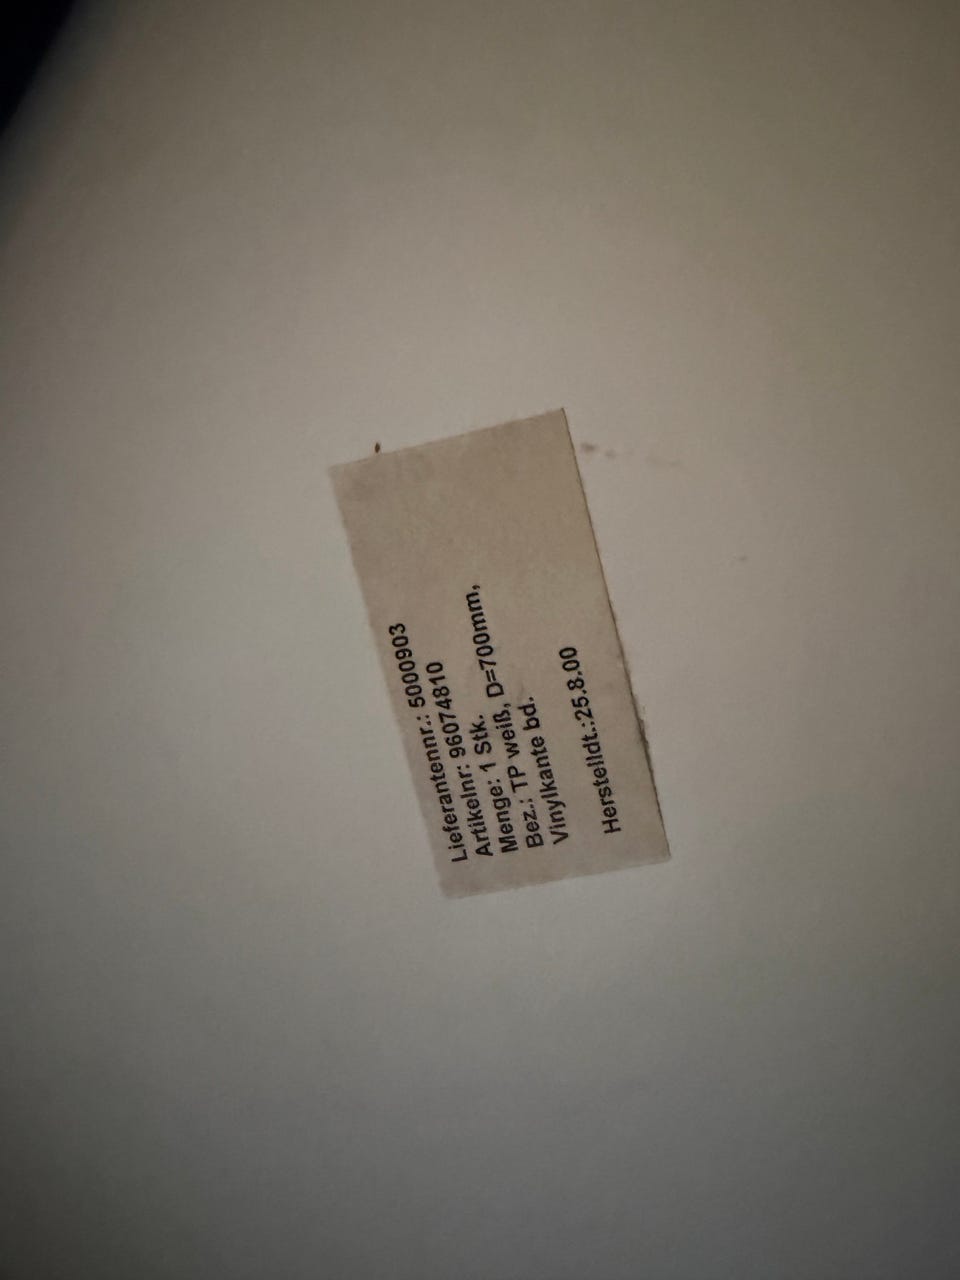 Lieferantennr.: 5000903
Artikelnr: 96074810
Menge: 1 Stk.
Bez.: TP weiß, D=700mm,
Vinylkante bd.
Herstelldt.:25.8.00